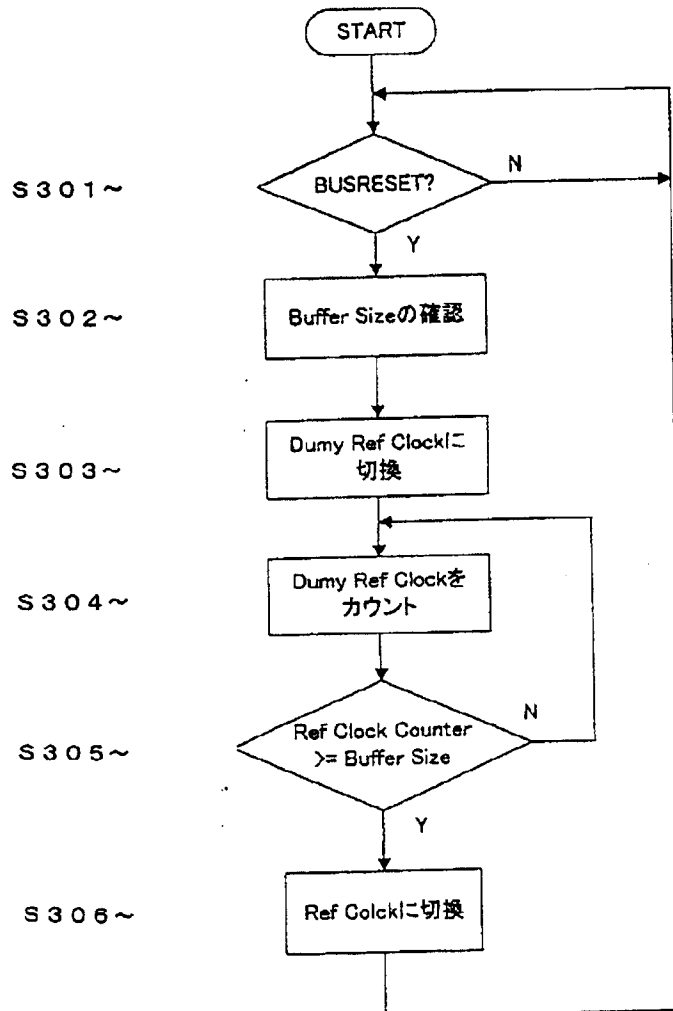 START
S301~
BUSRESET?
N
Y
S302~
Buffer Sizeの確認
S303~
Dumy Ref Clockに
切換
S304~
Dumy Ref Clockを
カウント
S305~
Ref Clock Counter
>= Buffer Size
N
Y
S306~
Ref Colckに切換